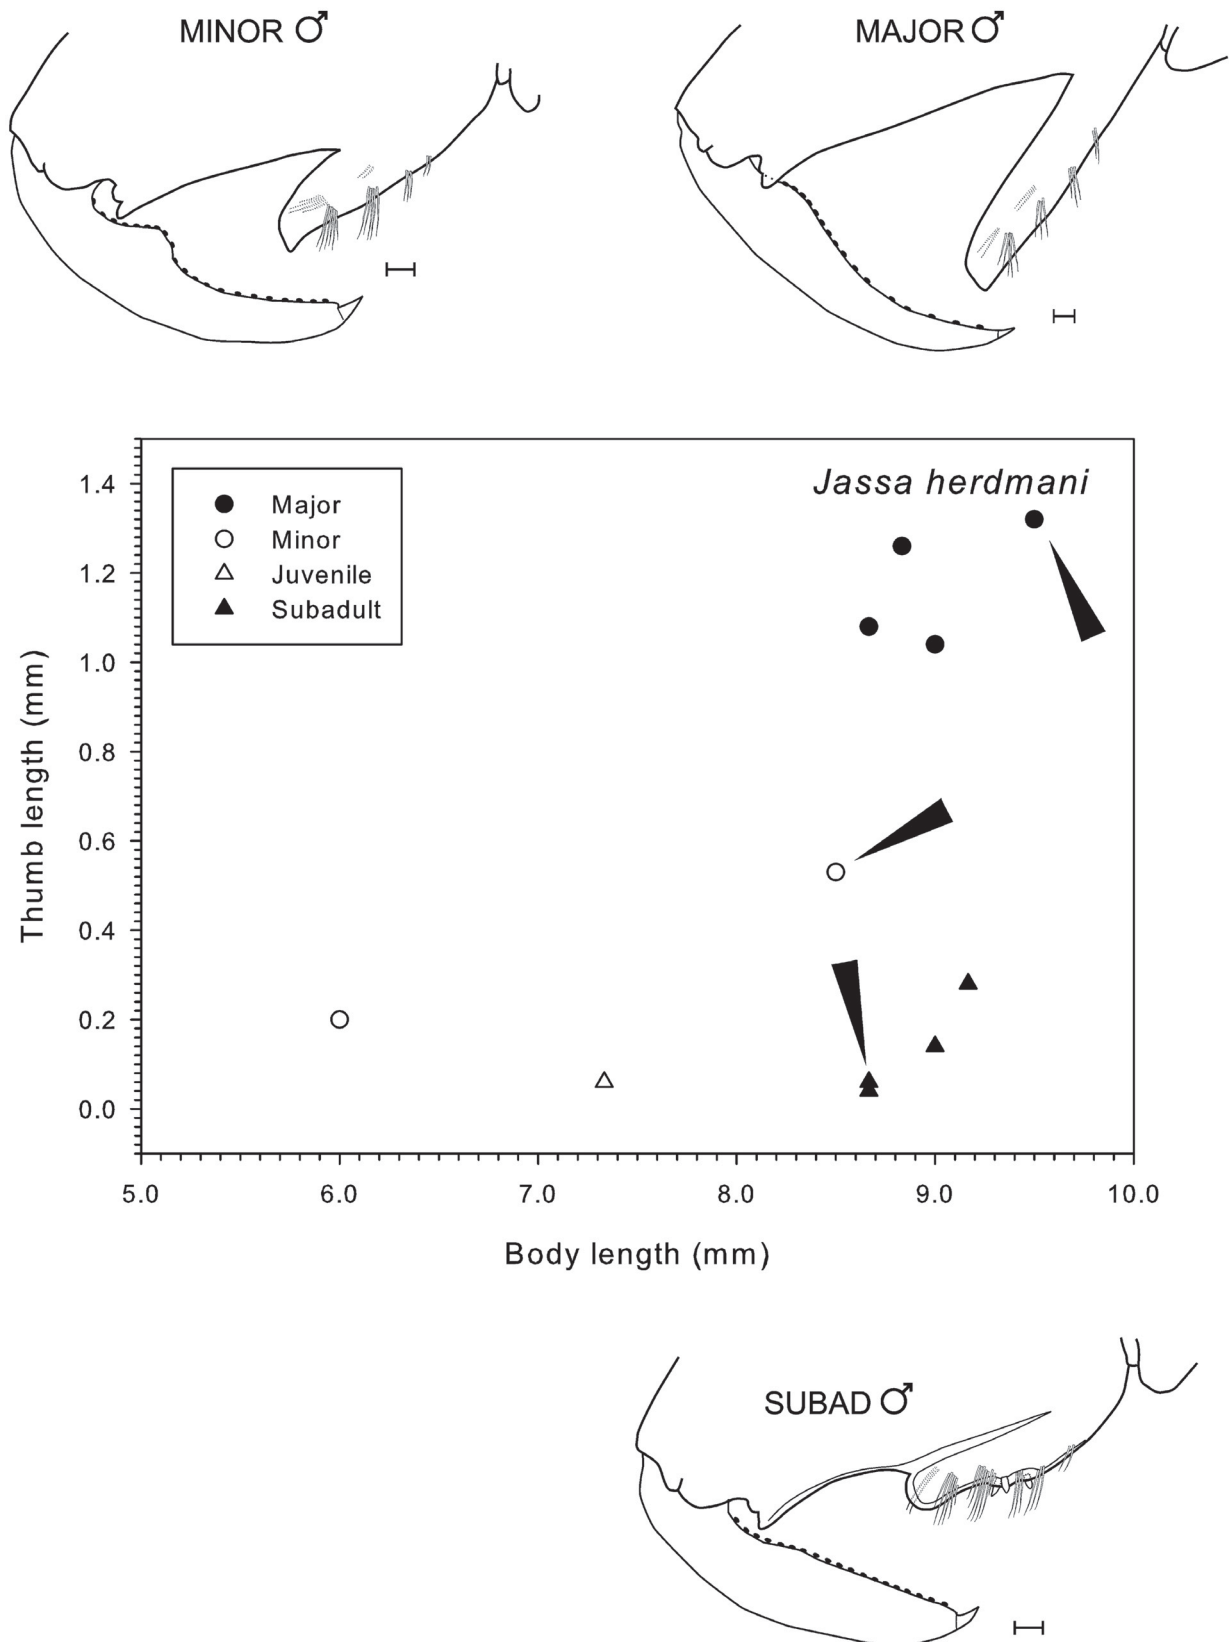 MINOR ♂
MAJOR ♂
Jassa herdmani
Major
Minor
Juvenile
Subadult
Thumb length (mm)
1.4
1.2
1.0
0.8
0.6
0.4
0.2
0.0
5.0 6.0 7.0 8.0 9.0 10.0
Body length (mm)
SUBAD ♂